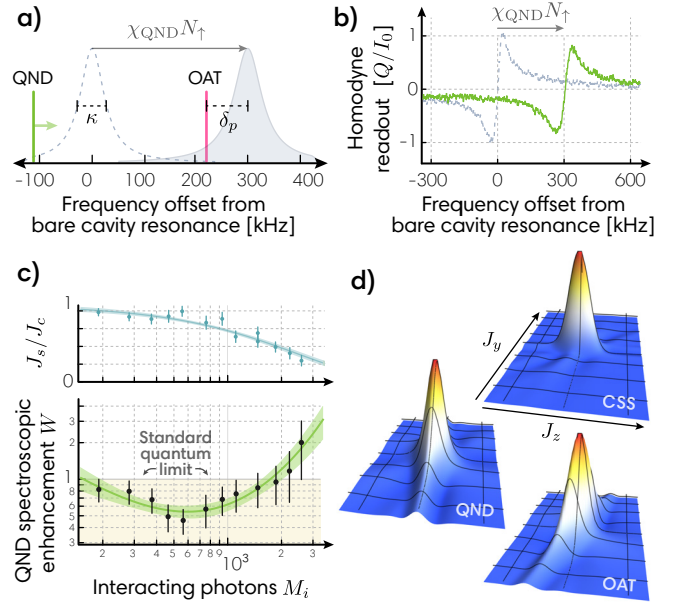 a)
χ_QND N_↑
QND
OAT
κ
δ_p
-100 0 100 200 300 400
Frequency offset from
bare cavity resonance [kHz]
b)
χ_QND N_↑
Homodyne
readout [Q/I_0]
1
0
-1
-300 0 300 600
Frequency offset from
bare cavity resonance [kHz]
c)
J_s/J_c
1
0
QND spectroscopic
enhancement W
3
2
1
8
6
5
4
3
Standard
quantum
limit
2 3 4 5 6 7 8 9 10^3 2 3
Interacting photons M_i
d)
J_y
CSS
J_z
QND
OAT